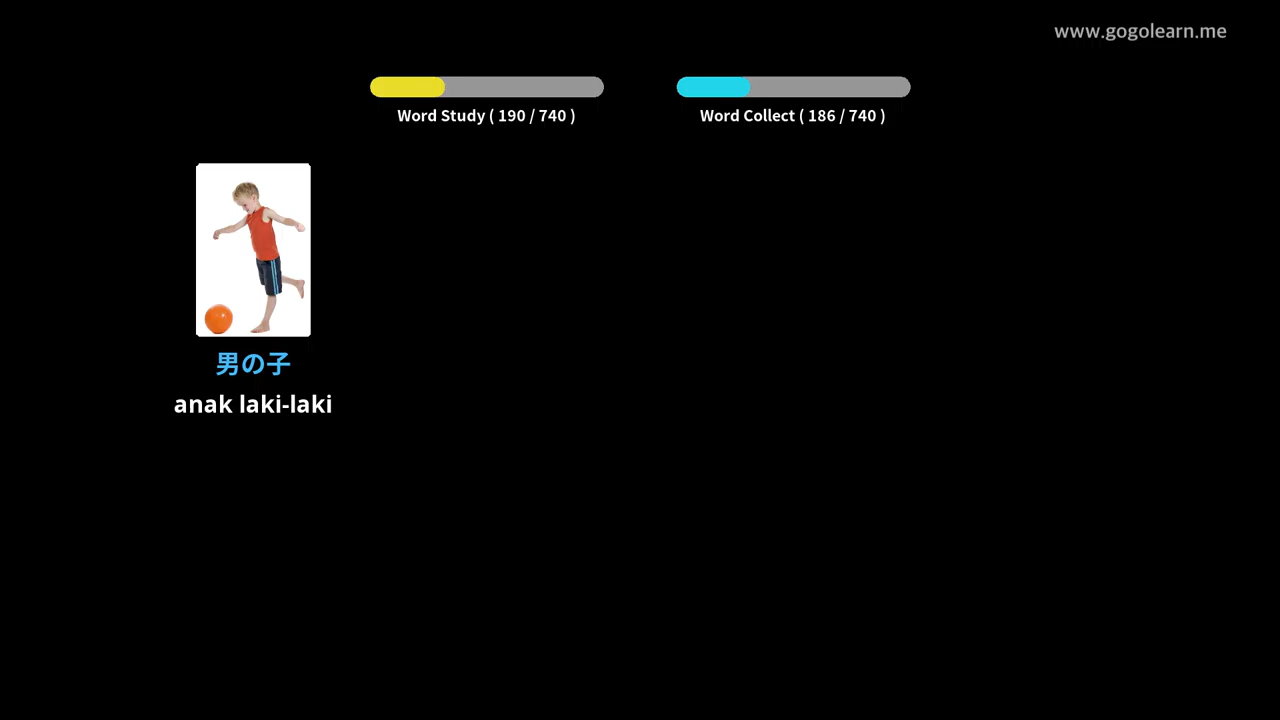 www.gogolearn.me
Word Study ( 190 / 740 )
Word Collect ( 186 / 740 )
男の子
anak laki-laki